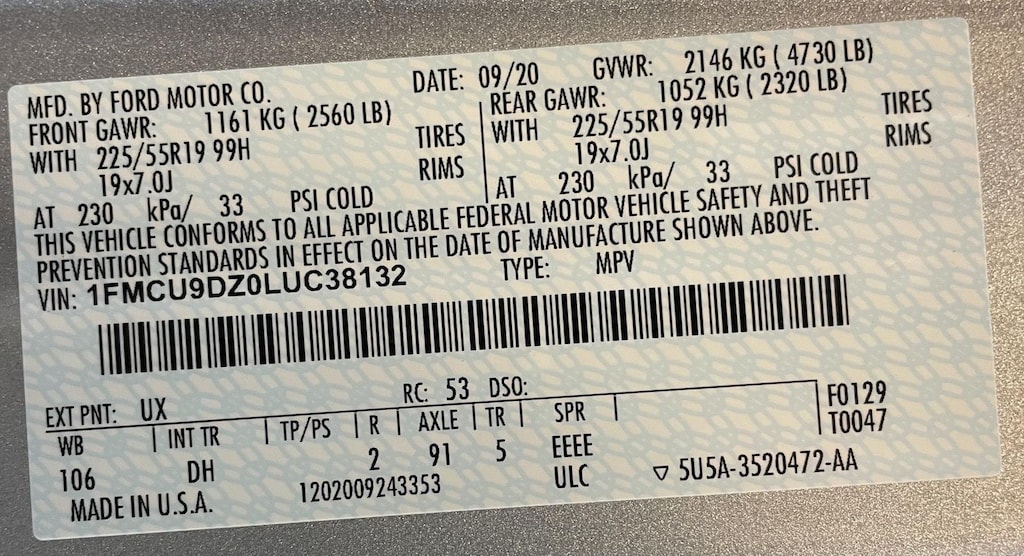 MFD. BY FORD MOTOR CO. DATE: 09/20 GVWR: 2146 KG ( 4730 LB)
FRONT GAWR: 1161 KG ( 2560 LB) REAR GAWR: 1052 KG ( 2320 LB)
WITH 225/55R19 99H TIRES WITH 225/55R19 99H TIRES
19x7.0J RIMS 19x7.0J RIMS
AT 230 kPa/ 33 PSI COLD AT 230 kPa/ 33 PSI COLD
THIS VEHICLE CONFORMS TO ALL APPLICABLE FEDERAL MOTOR VEHICLE SAFETY AND THEFT
PREVENTION STANDARDS IN EFFECT ON THE DATE OF MANUFACTURE SHOWN ABOVE.
VIN: 1FMCU9DZ0LUC38132 TYPE: MPV
EXT PNT: UX RC: 53 DSO: F0129
WB INT TR TP/PS R AXLE TR SPR T0047
106 DH 2 91 5 EEEE
ULC ▽ 5U5A-3520472-AA
MADE IN U.S.A. 1202009243353